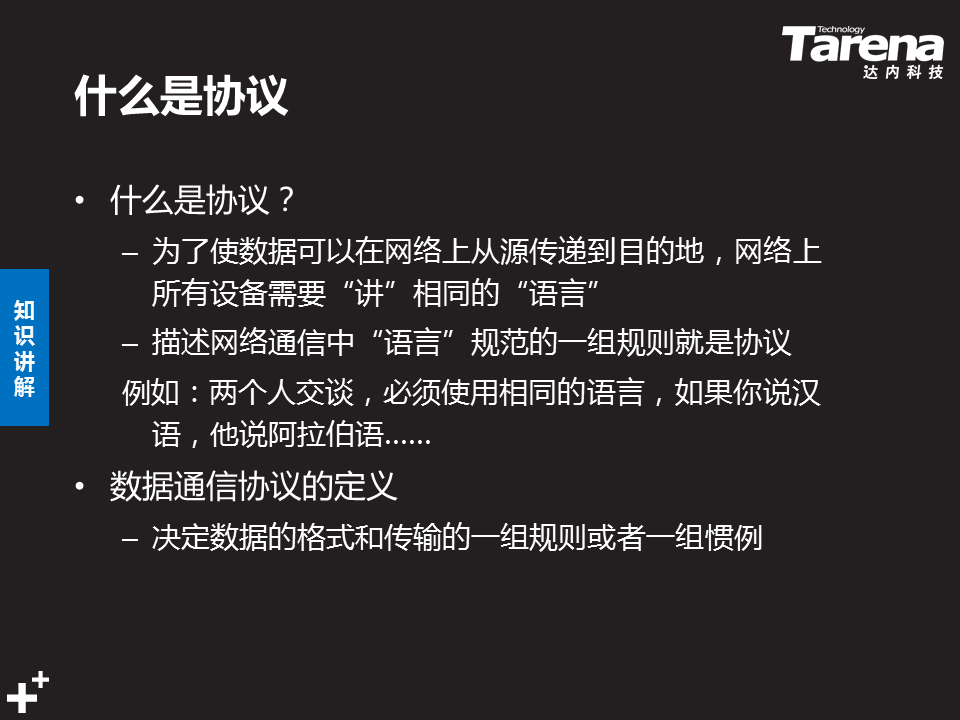 Technology
Tarena
达内科技
什么是协议
• 什么是协议？
– 为了使数据可以在网络上从源传递到目的地，网络上
所有设备需要“讲”相同的“语言”
– 描述网络通信中“语言”规范的一组规则就是协议
例如：两个人交谈，必须使用相同的语言，如果你说汉
语，他说阿拉伯语……
• 数据通信协议的定义
– 决定数据的格式和传输的一组规则或者一组惯例
知
识
讲
解